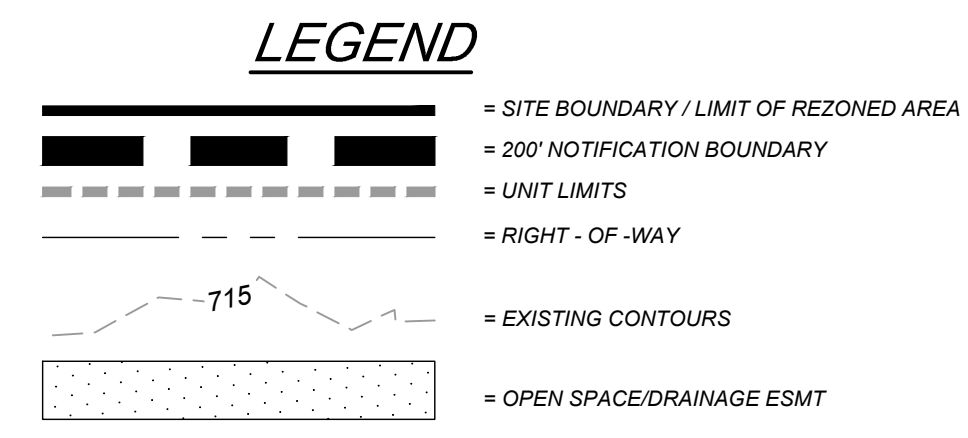 LEGEND
= SITE BOUNDARY / LIMIT OF REZONED AREA
= 200' NOTIFICATION BOUNDARY
= UNIT LIMITS
= RIGHT - OF -WAY
715
= EXISTING CONTOURS
= OPEN SPACE/DRAINAGE ESMT